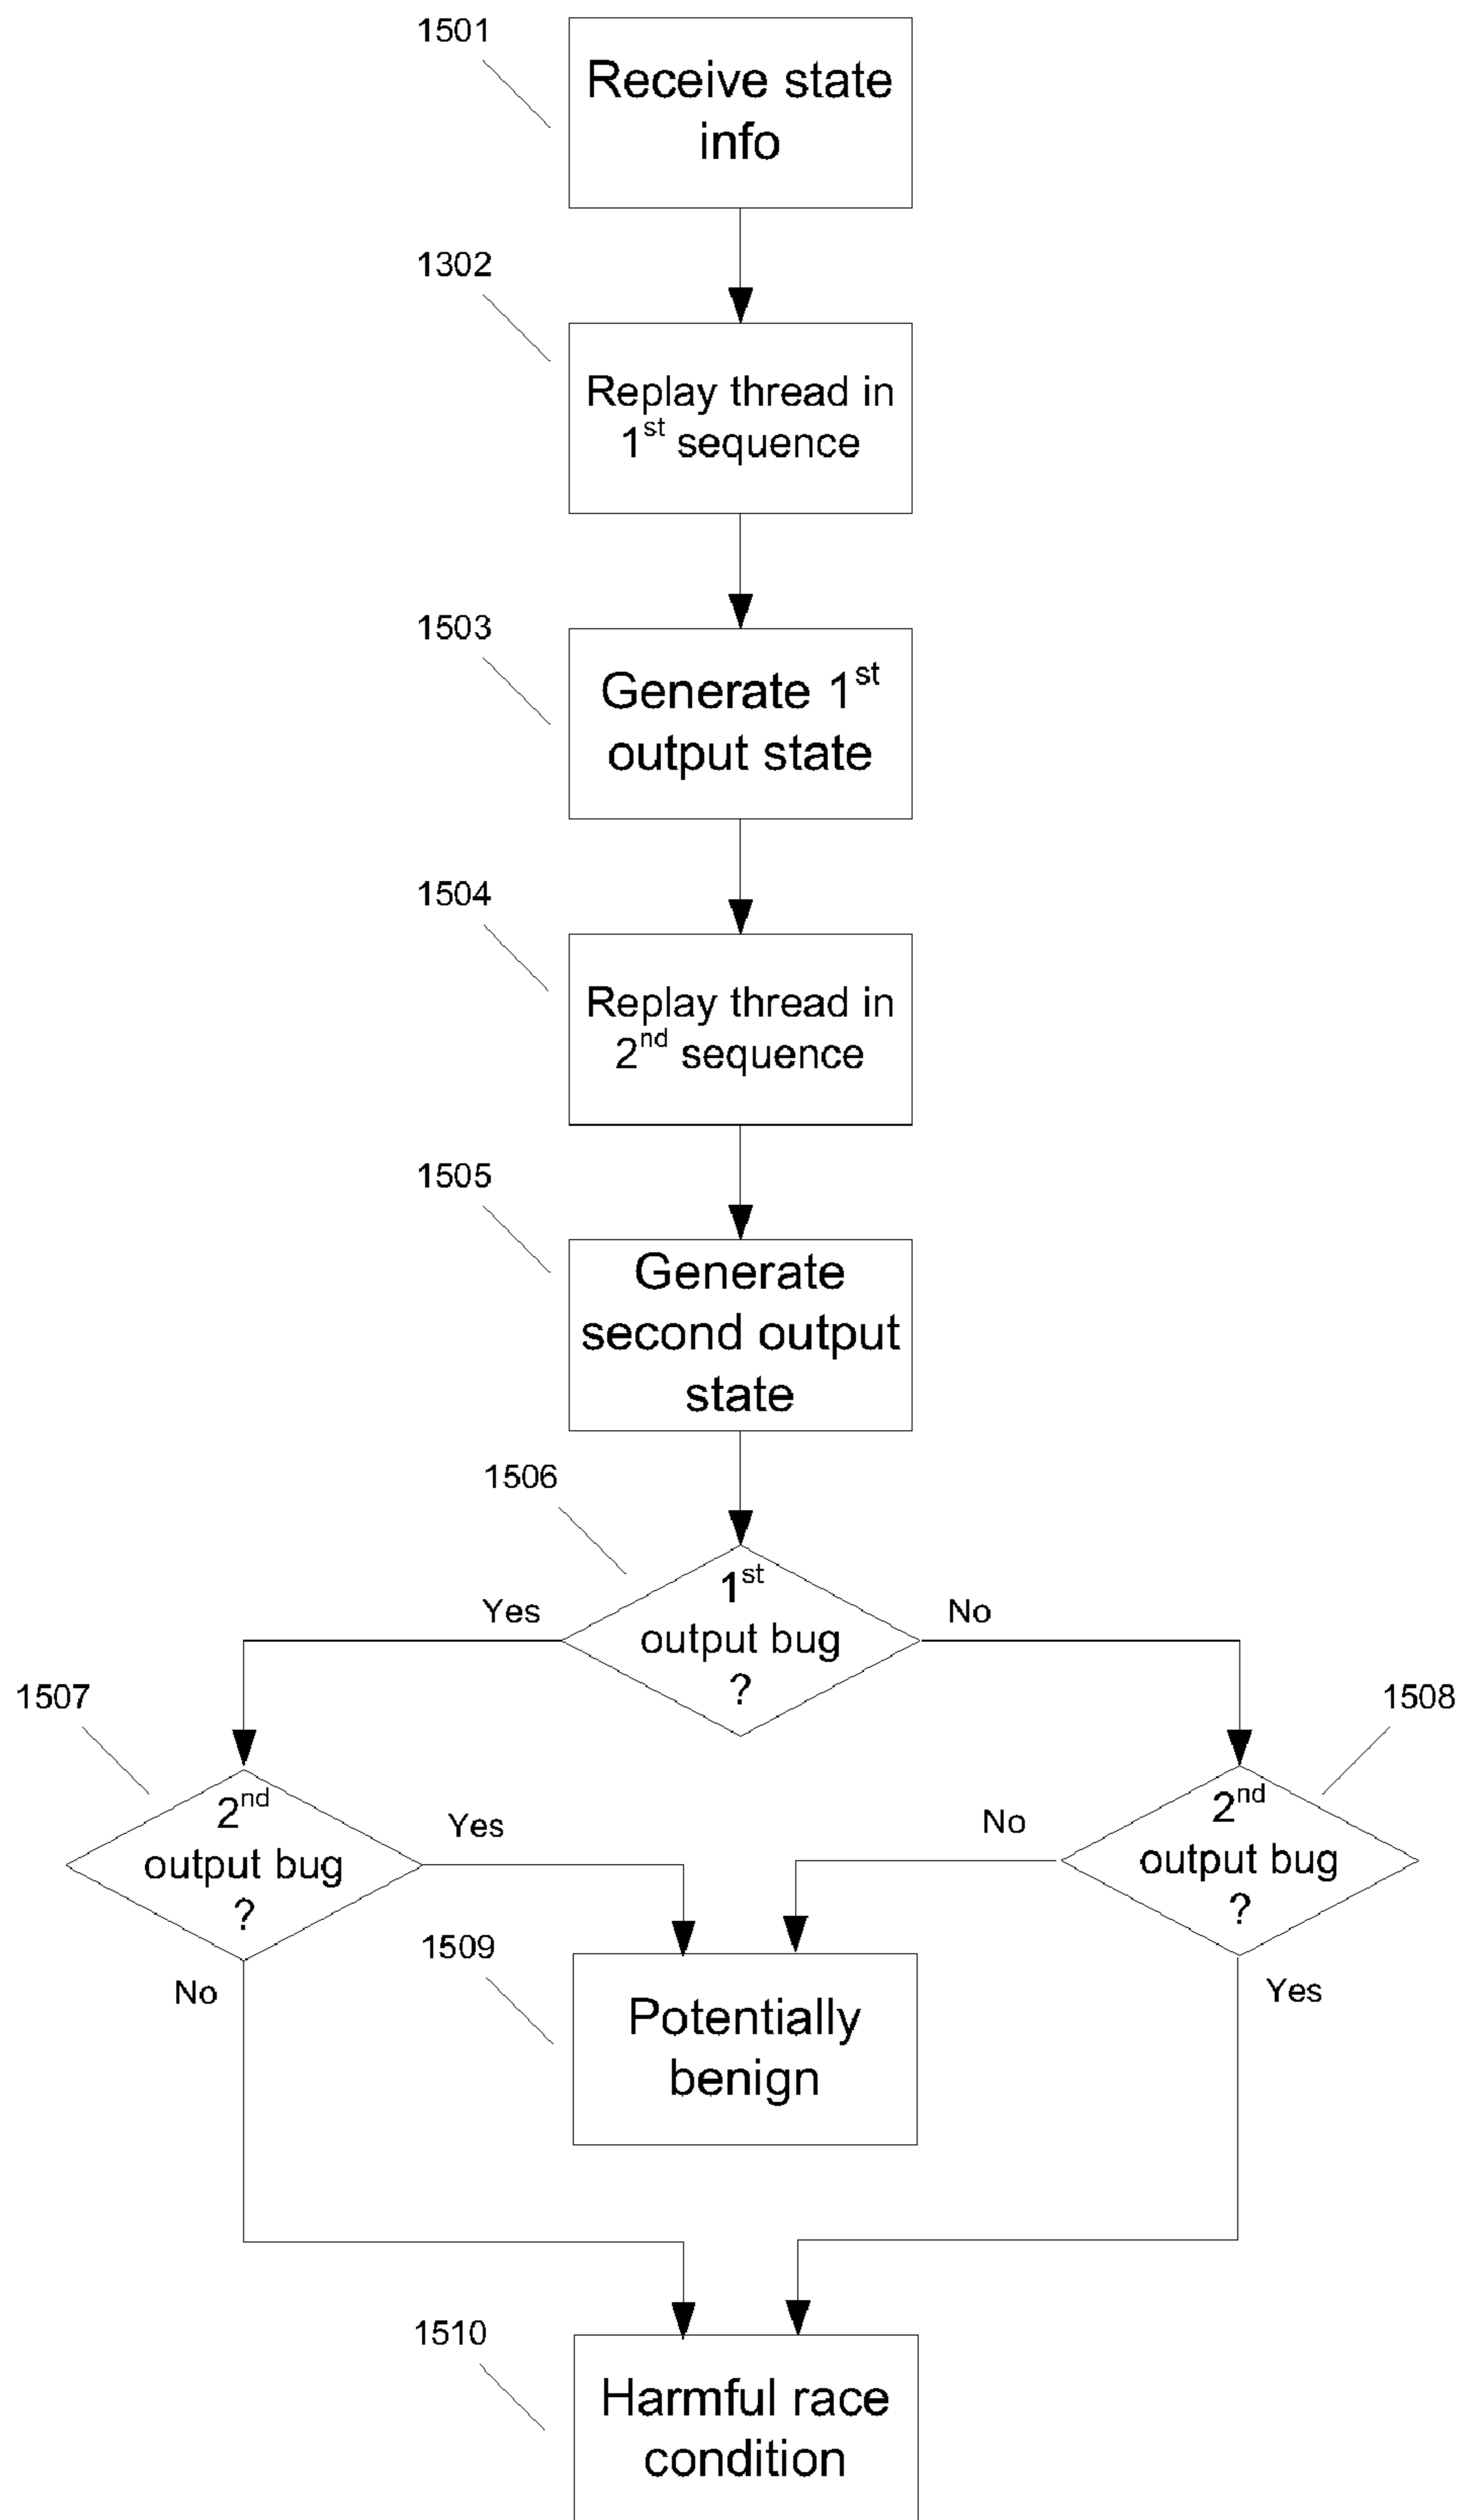 1501
Receive state
info
1302
Replay thread in
1st sequence
1503
Generate 1st
output state
1504
Replay thread in
2nd sequence
1505
Generate
second output
state
1506
1st
output bug
?
Yes
No
1507
2nd
output bug
?
Yes
No
1508
2nd
output bug
?
No
Yes
1509
Potentially
benign
1510
Harmful race
condition